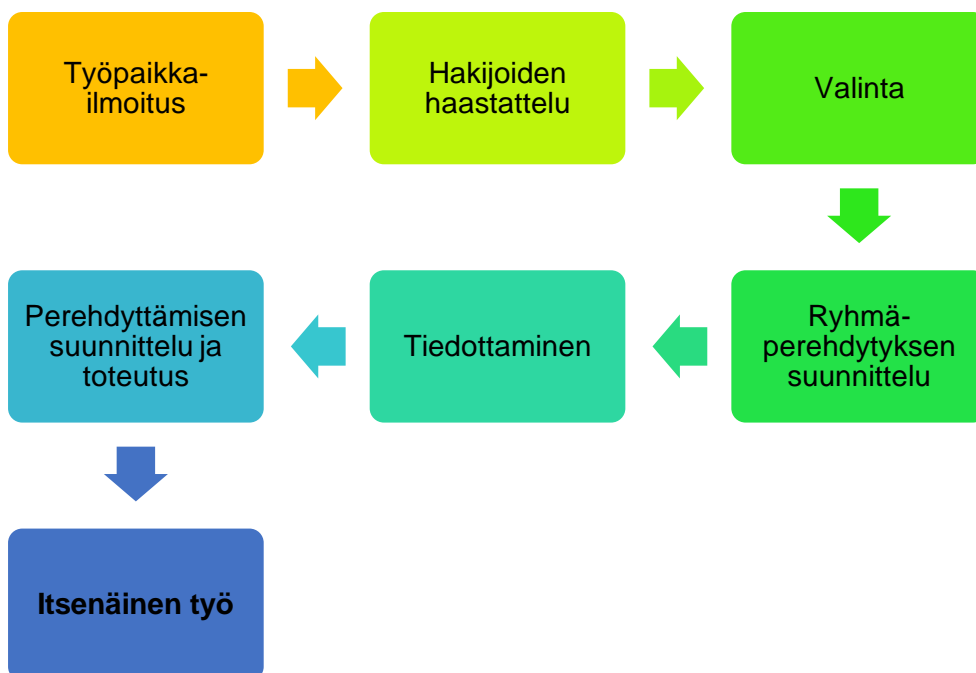 Työpaikka-
ilmoitus
Hakijoiden
haastattelu
Valinta
Ryhmä-
perehdytyksen
suunnittelu
Tiedottaminen
Perehdyttämisen
suunnittelu ja
toteutus
Itsenäinen työ